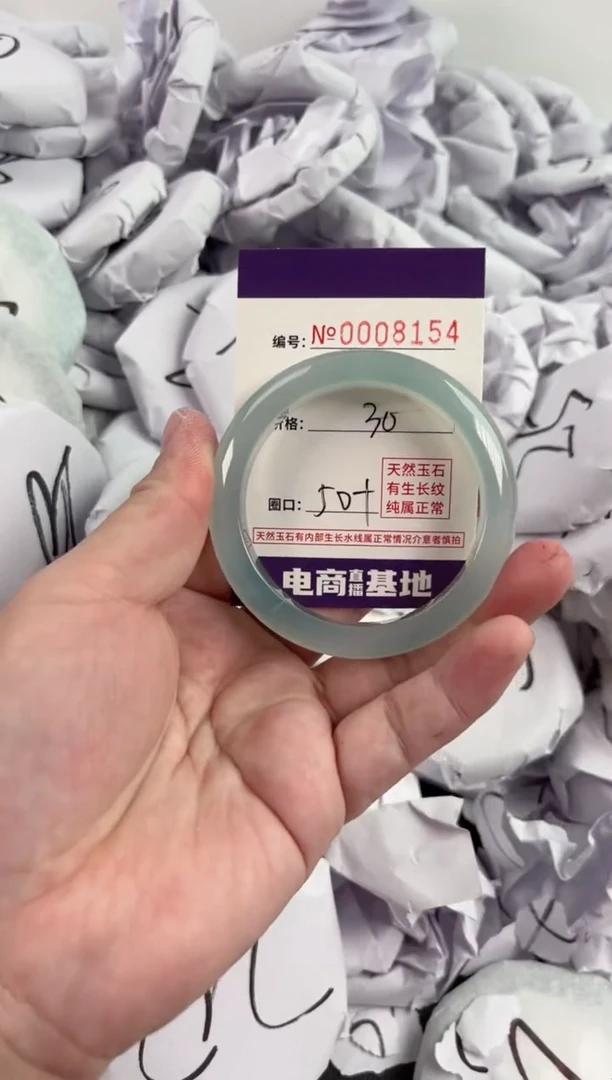 编号: №0008154
价格: 30
圈口: 50+
天然玉石
有生长纹
纯属正常
天然玉石有内部生长水线属正常情况介意者慎拍
电商直播基地